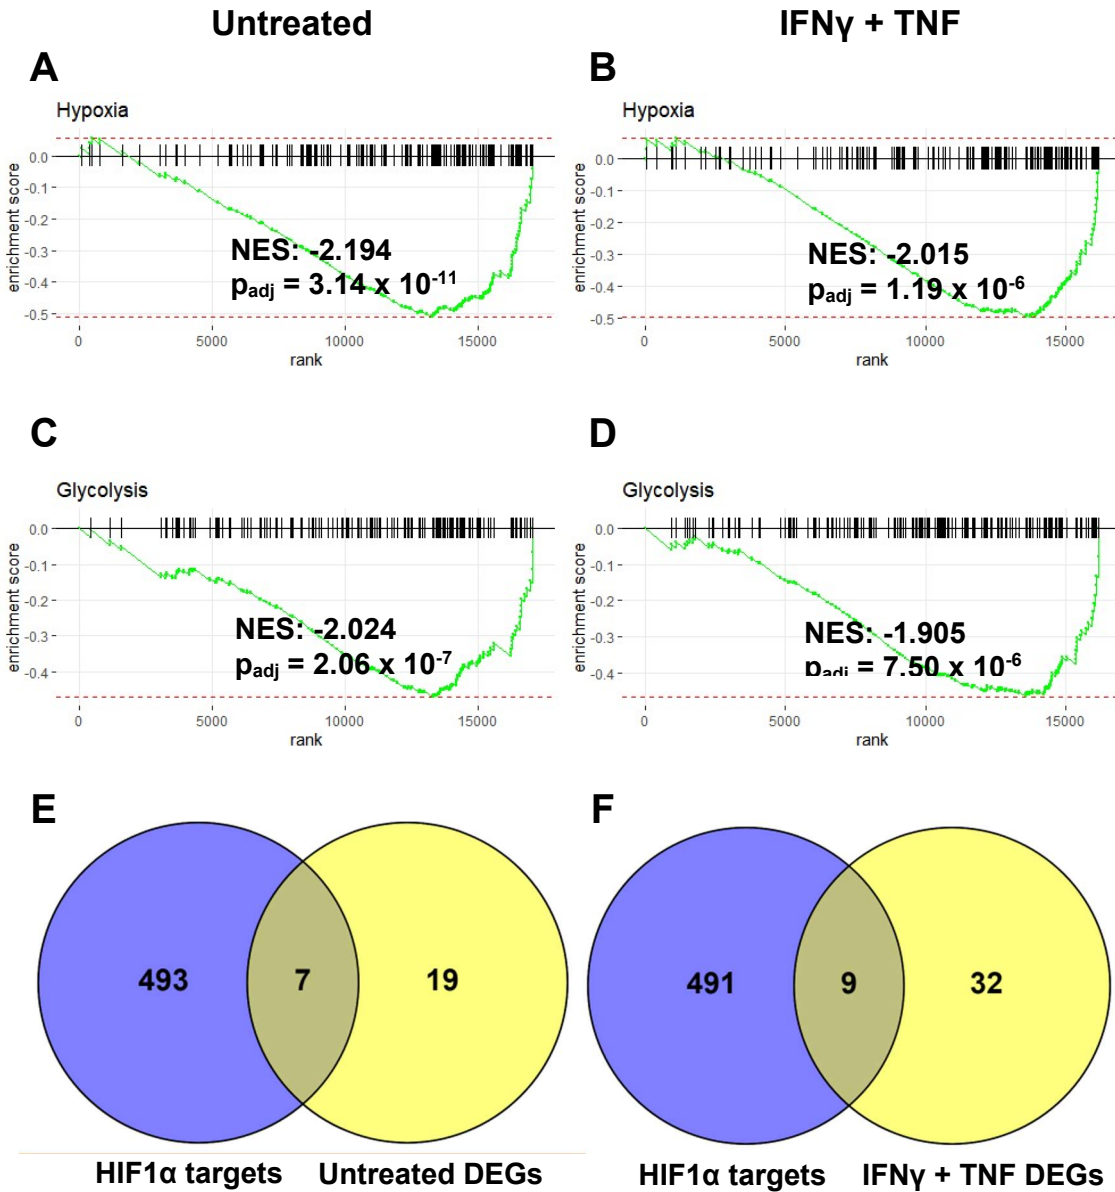 Untreated
IFNγ + TNF
A
B
Hypoxia
enrichment score
0.0
-0.1
-0.2
-0.3
-0.4
-0.5
NES: -2.194
padj = 3.14 x 10-11
0
5000
10000
15000
rank
Hypoxia
enrichment score
0.0
-0.1
-0.2
-0.3
-0.4
-0.5
NES: -2.015
padj = 1.19 x 10-6
0
5000
10000
15000
rank
C
D
Glycolysis
enrichment score
0.0
-0.1
-0.2
-0.3
-0.4
NES: -2.024
padj = 2.06 x 10-7
0
5000
10000
15000
rank
Glycolysis
enrichment score
0.0
-0.1
-0.2
-0.3
-0.4
NES: -1.905
padj = 7.50 x 10-6
0
5000
10000
15000
rank
E
F
493
7
19
HIF1α targets
Untreated DEGs
491
9
32
HIF1α targets
IFNγ + TNF DEGs